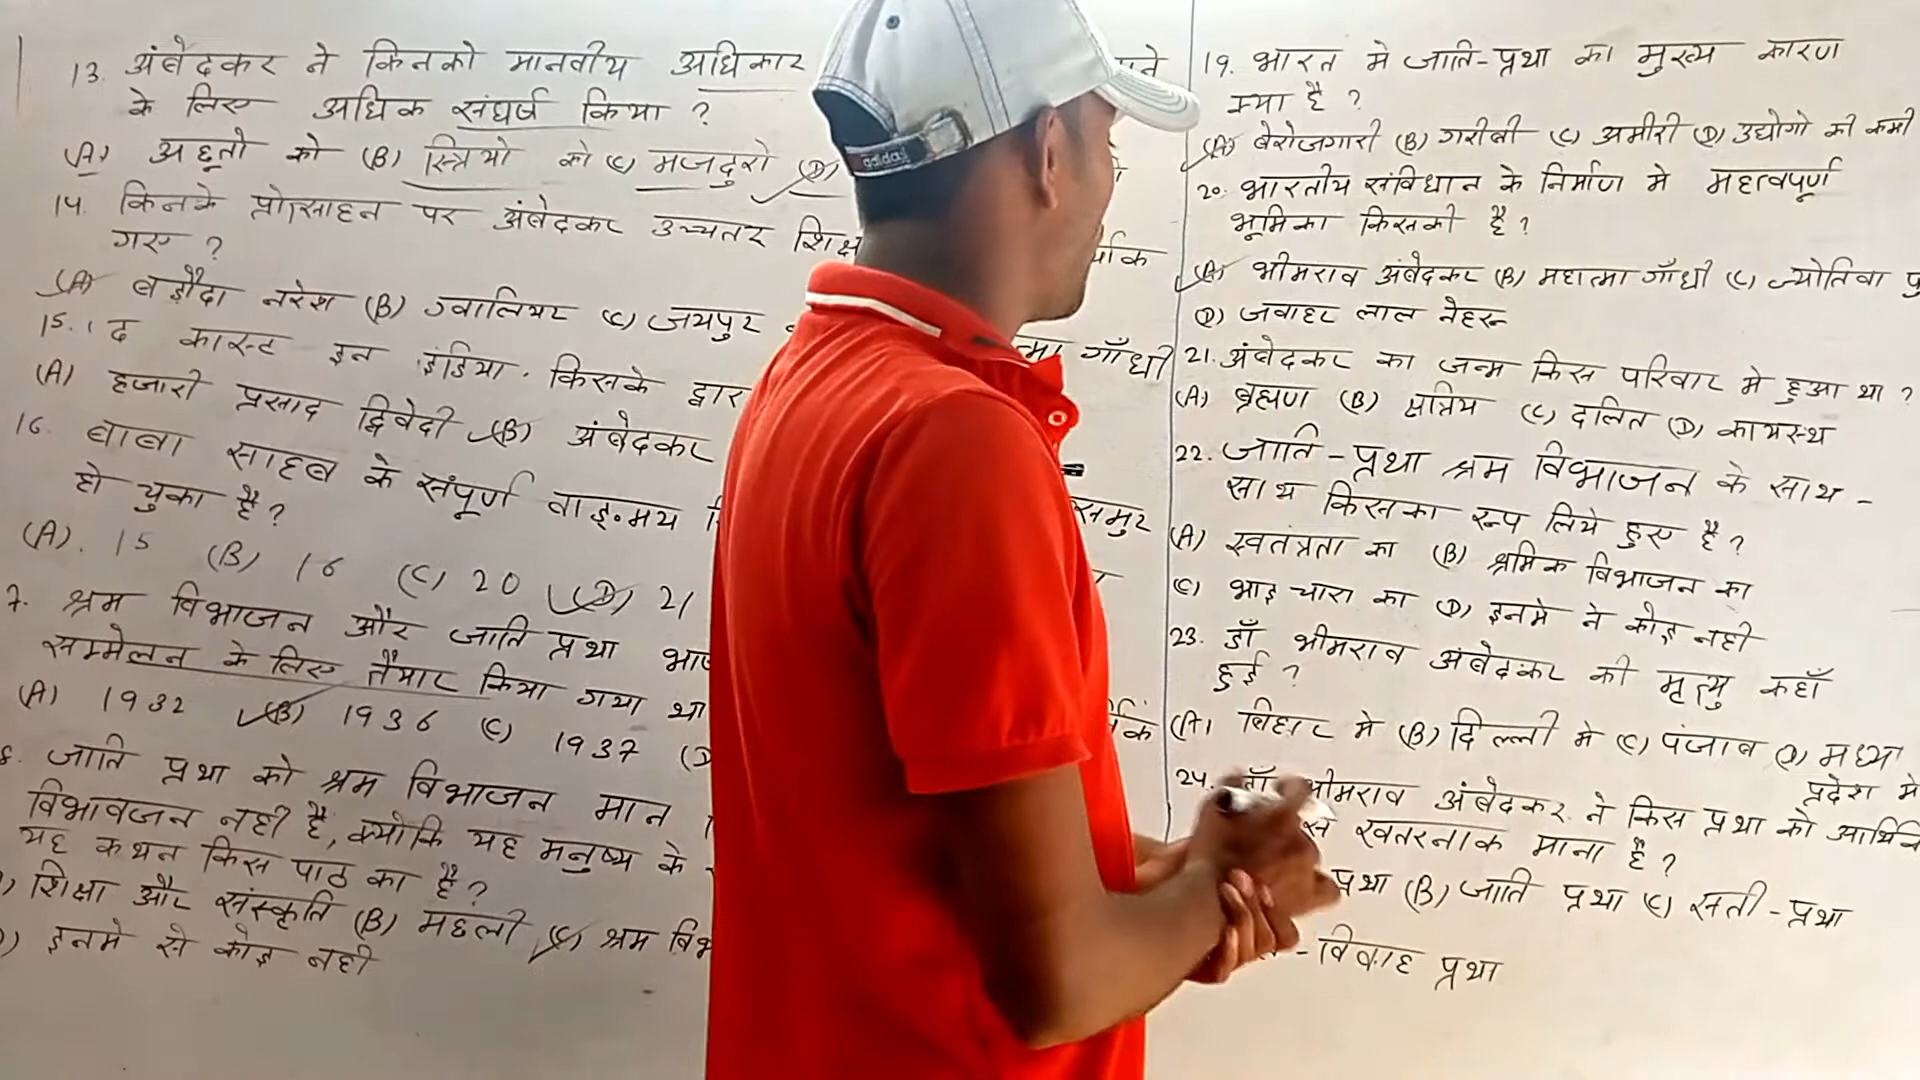 13. अंबेदकर ने किनको मानवीय अधिकार
के लिए अधिक संघर्ष किया ?
(A) अछूतो को (B) स्त्रियो को (C) मजदुरो (D)
14. किनके प्रोत्साहन पर अंबेदकर उच्चतर
गए ?
(A) बड़ौदा नरेश (B) ग्वालियर (C) जयपुर
15. द कास्ट इन इंडिया. किसके द्वार
(A) हजारी प्रसाद द्विवेदी (B) अंबेदकर
गाँधी
16. बाबा साहब के संपूर्ण वाङ्मय
हो चुका है ?
(A). 15 (B) 16 (C) 20 (D) 21
7. श्रम विभाजन और जाति प्रथा
सम्मेलन के लिए तैयार किया गया था
(A) 1932 (B) 1936 (C) 1937 (D
8. जाति प्रथा को श्रम विभाजन मान
विभावजन नही है, क्योकि यह मनुष्य के
यह कथन किस पाठ का है ?
) शिक्षा और संस्कृति (B) मछली (C) श्रम
) इनमे से कोइ नही
adidas
19. भारत मे जाति-प्रथा का मुख्य कारण
क्या है ?
(A) बेरोजगारी (B) गरीबी (C) अमीरी (D) उद्योगो की कमी
20. भारतीय संविधान के निर्माण मे महत्वपूर्ण
भूमिका किसकी है ?
(A) भीमराव अंबेदकर (B) महात्मा गाँधी (C) ज्योतिबा
(D) जवाहर लाल नेहरू
21. अंबेदकर का जन्म किस परिवार मे हुआ था ?
(A) ब्रह्मण (B) क्षत्रिय (C) दलित (D) कायस्थ
22. जाति-प्रथा श्रम विभाजन के साथ-
साथ किसका रूप लिये हुए है ?
(A) स्वतंत्रता का (B) श्रमिक विभाजन का
(C) भाइ चारा का (D) इनमे ने कोइ नही
23. डॉ भीमराव अंबेदकर की मृत्यु कहाँ
हुई ?
(A) बिहार मे (B) दिल्ली मे (C) पंजाब (D) मध्या
प्रदेश मे
24. डॉ भीमराव अंबेदकर ने किस प्रथा को
खतरनाक माना है ?
प्रथा (B) जाति प्रथा (C) सती-प्रथा
-विवाह प्रथा